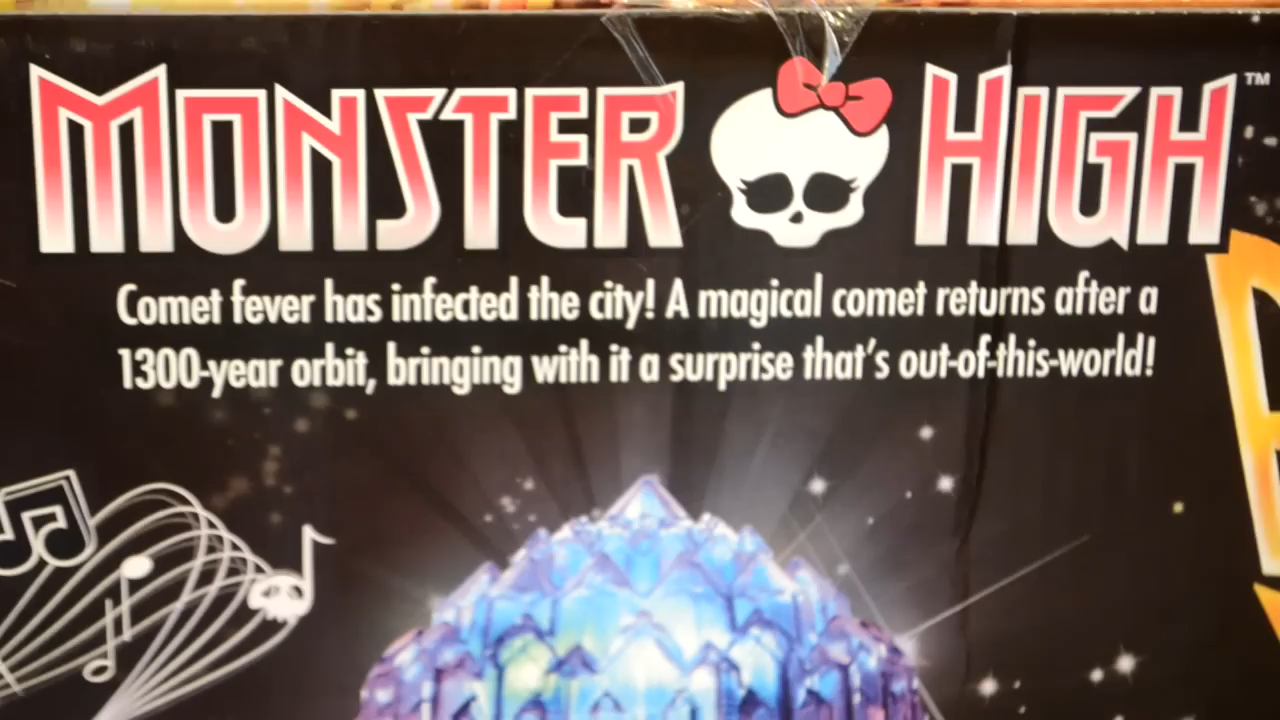 MONSTER HIGH™
Comet fever has infected the city! A magical comet returns after a
1300-year orbit, bringing with it a surprise that's out-of-this-world!